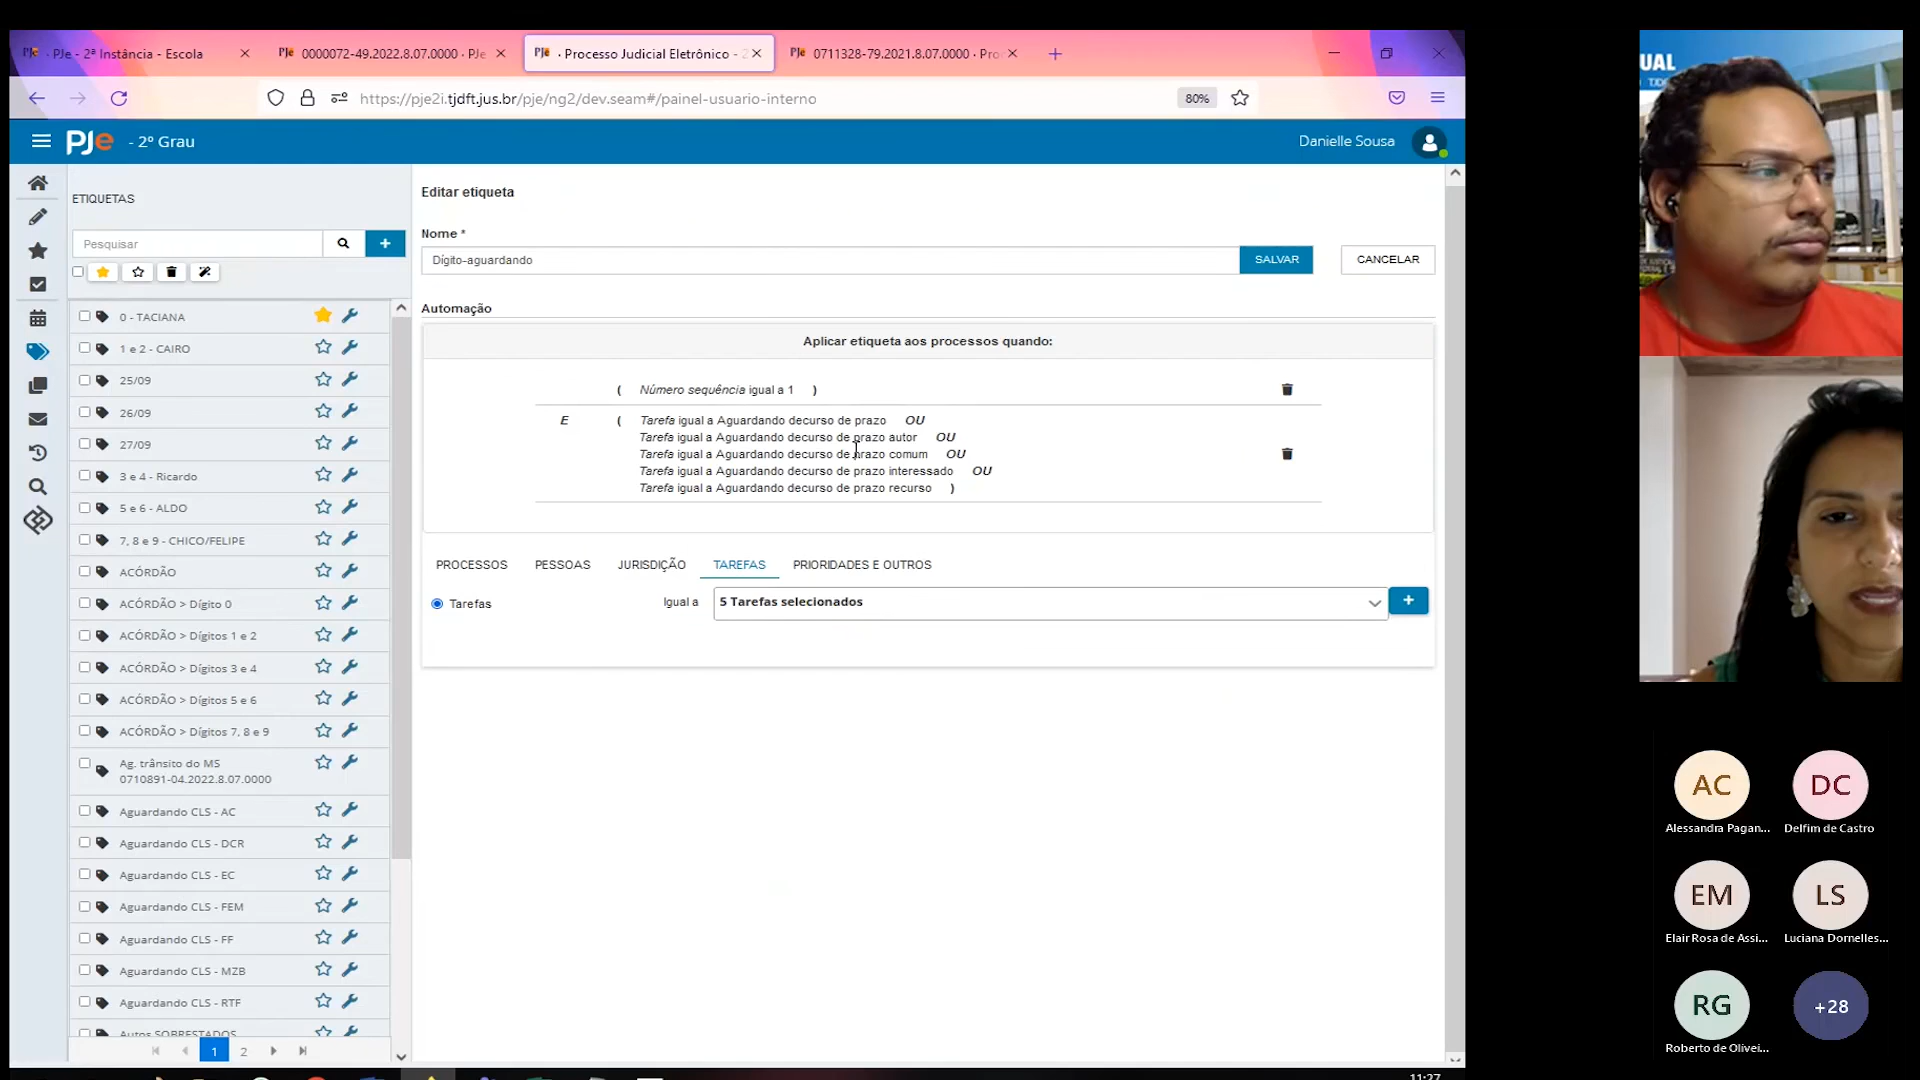 PJe - 2ª Instância - Escola
0000072-49.2022.8.07.0000 · PJe
· Processo Judicial Eletrônico - 2
0711328-79.2021.8.07.0000 · Pro
https://pje2i.tjdft.jus.br/pje/ng2/dev.seam#/painel-usuario-interno
80%
PJe - 2º Grau
Danielle Sousa
ETIQUETAS
Pesquisar
0 - TACIANA
1 e 2 - CAIRO
25/09
26/09
27/09
3 e 4 - Ricardo
5 e 6 - ALDO
7, 8 e 9 - CHICO/FELIPE
ACÓRDÃO
ACÓRDÃO > Dígito 0
ACÓRDÃO > Dígitos 1 e 2
ACÓRDÃO > Dígitos 3 e 4
ACÓRDÃO > Dígitos 5 e 6
ACÓRDÃO > Dígitos 7, 8 e 9
Ag. trânsito do MS
0710891-04.2022.8.07.0000
Aguardando CLS - AC
Aguardando CLS - DCR
Aguardando CLS - EC
Aguardando CLS - FEM
Aguardando CLS - FF
Aguardando CLS - MZB
Aguardando CLS - RTF
Autos SOBRESTADOS
1 2
Editar etiqueta
Nome *
Dígito-aguardando
SALVAR
CANCELAR
Automação
Aplicar etiqueta aos processos quando:
( Número sequência igual a 1 )
E ( Tarefa igual a Aguardando decurso de prazo OU
Tarefa igual a Aguardando decurso de prazo autor OU
Tarefa igual a Aguardando decurso de prazo comum OU
Tarefa igual a Aguardando decurso de prazo interessado OU
Tarefa igual a Aguardando decurso de prazo recurso )
PROCESSOS PESSOAS JURISDIÇÃO TAREFAS PRIORIDADES E OUTROS
Tarefas Igual a 5 Tarefas selecionados
UAL
AC
Alessandra Pagan...
DC
Delfim de Castro
EM
Elair Rosa de Assi...
LS
Luciana Dornelles...
RG
Roberto de Olivei...
+28
11:27